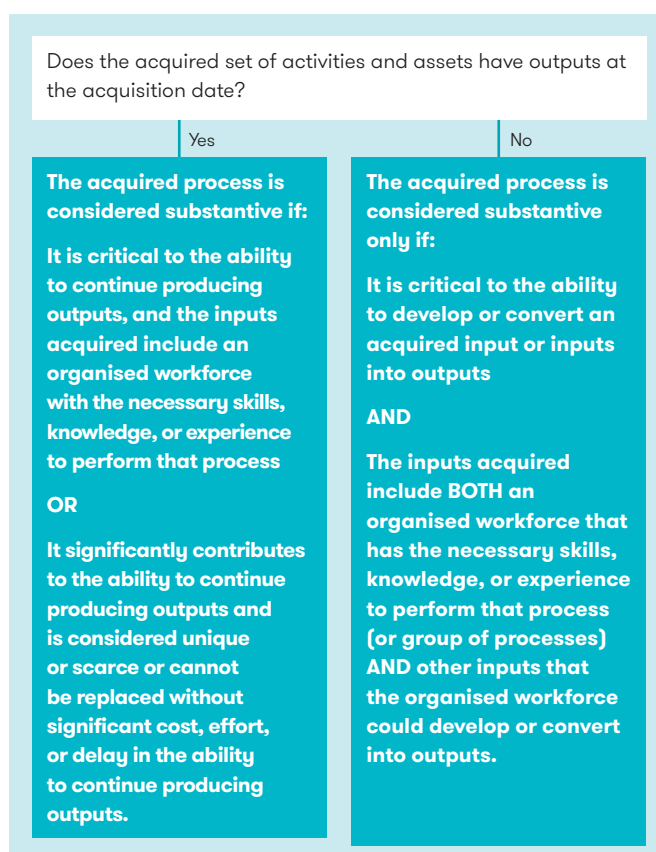 Does the acquired set of activities and assets have outputs at
the acquisition date?
Yes
The acquired process is
considered substantive if:
It is critical to the ability
to continue producing
outputs, and the inputs
acquired include an
organised workforce
with the necessary skills,
knowledge, or experience
to perform that process
OR
It significantly contributes
to the ability to continue
producing outputs and
is considered unique
or scarce or cannot
be replaced without
significant cost, effort,
or delay in the ability
to continue producing
outputs.
No
The acquired process is
considered substantive
only if:
It is critical to the ability
to develop or convert an
acquired input or inputs
into outputs
AND
The inputs acquired
include BOTH an
organised workforce that
has the necessary skills,
knowledge, or experience
to perform that process
(or group of processes)
AND other inputs that
the organised workforce
could develop or convert
into outputs.